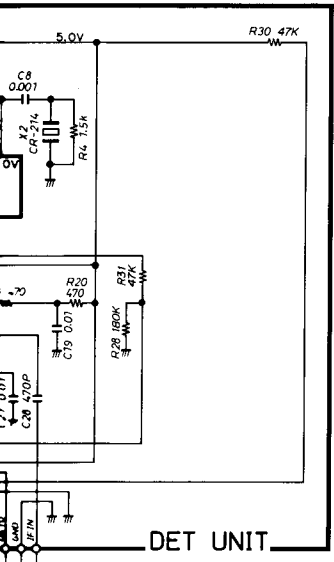 5.0V
R30 47K
C8
0.001
X2
CR-214
R4 1.5k
0V
R31
47K
R20
470
-70
C19 0.01
R28 180K
C28 470P
GND
IF IN
DET UNIT